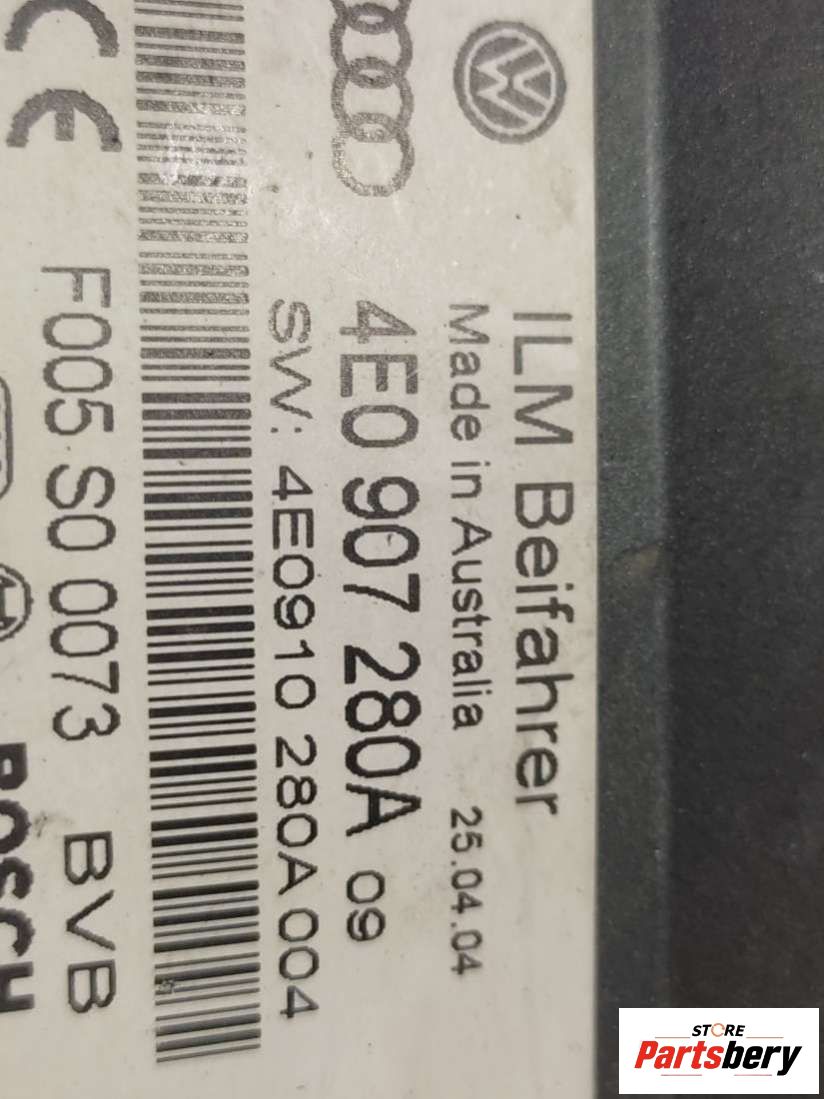 ILM Beifahrer
Made in Australia 25.04.04
4E0 907 280A 09
SW: 4E0910 280A 004
F005 S0 0073 BVB
BOSCH
CE
STORE
Partsbery